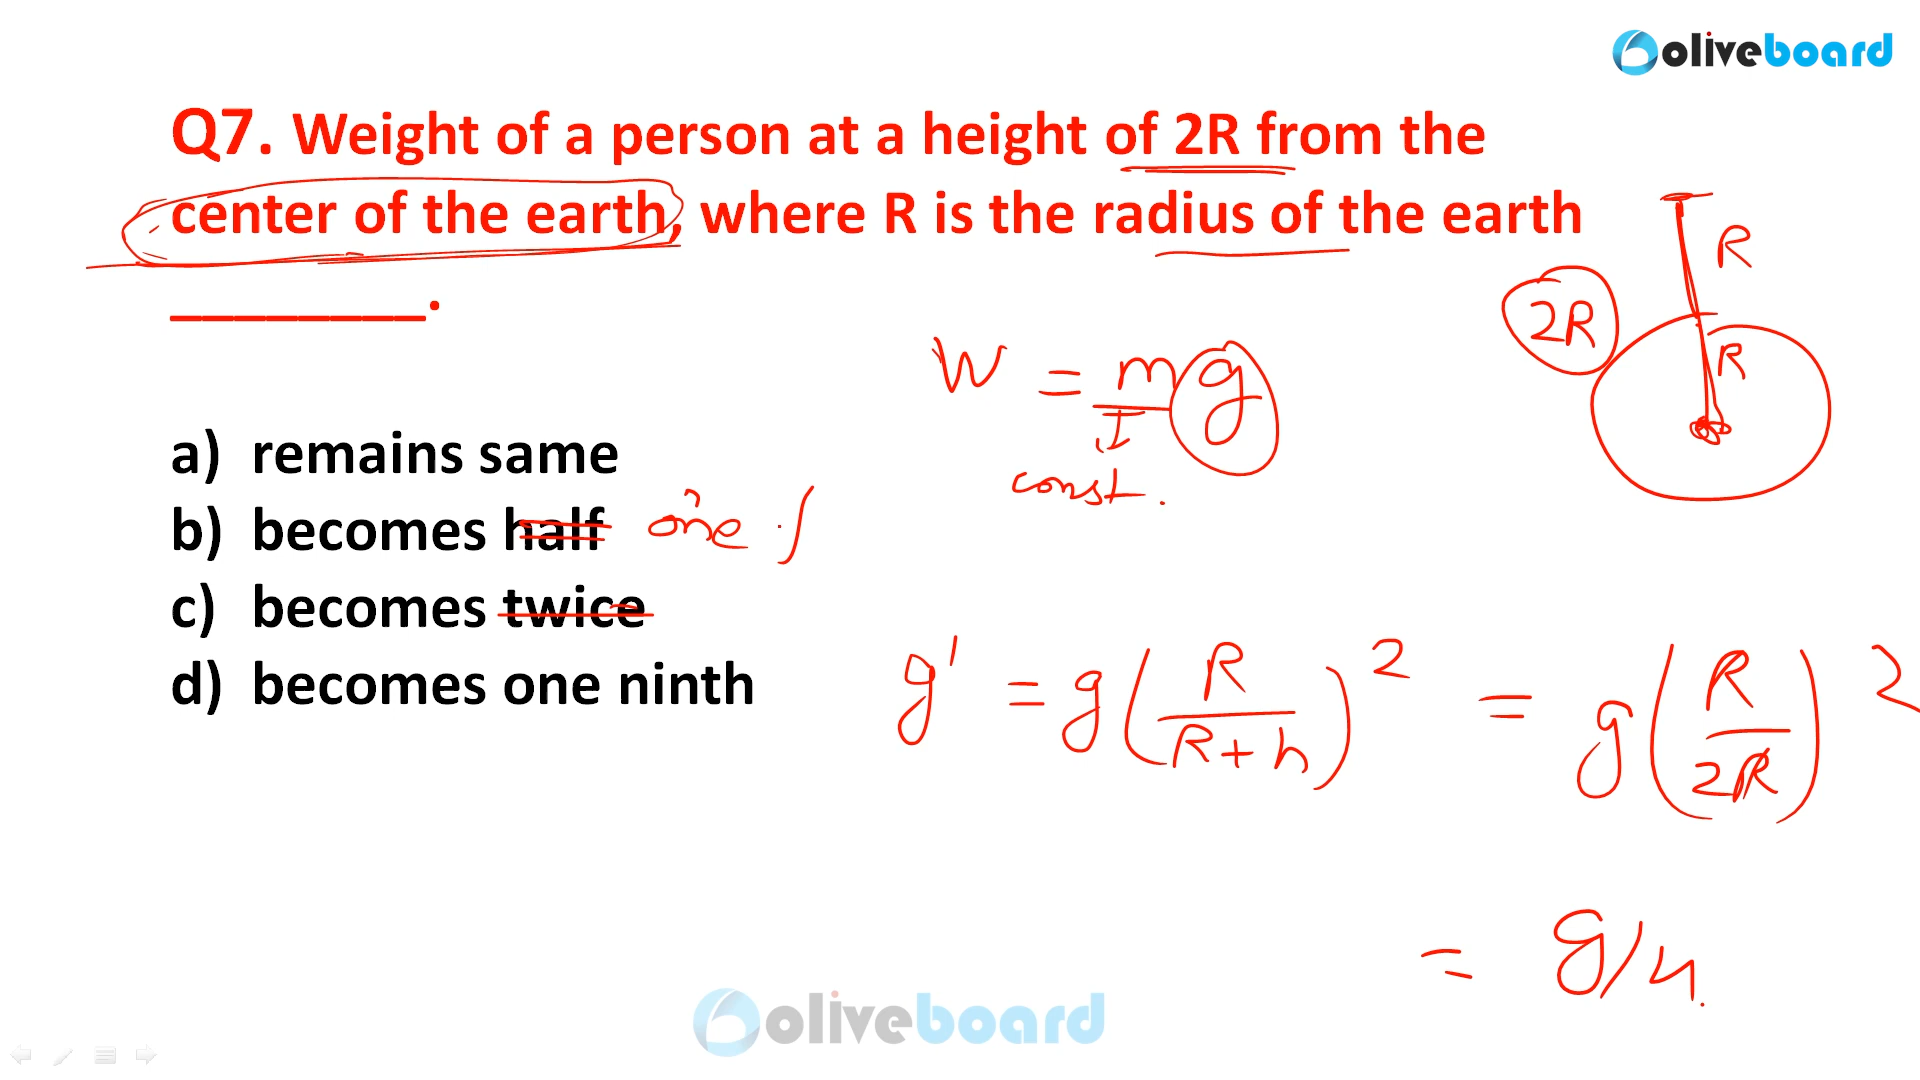 oliveboard
Q7. Weight of a person at a height of 2R from the
center of the earth, where R is the radius of the earth
________.
R
2R
R
W = mg
const.
a) remains same
b) becomes half one
c) becomes twice
d) becomes one ninth
g' = g(R/R+h)² = g(R/2R)²
= g/4.
oliveboard